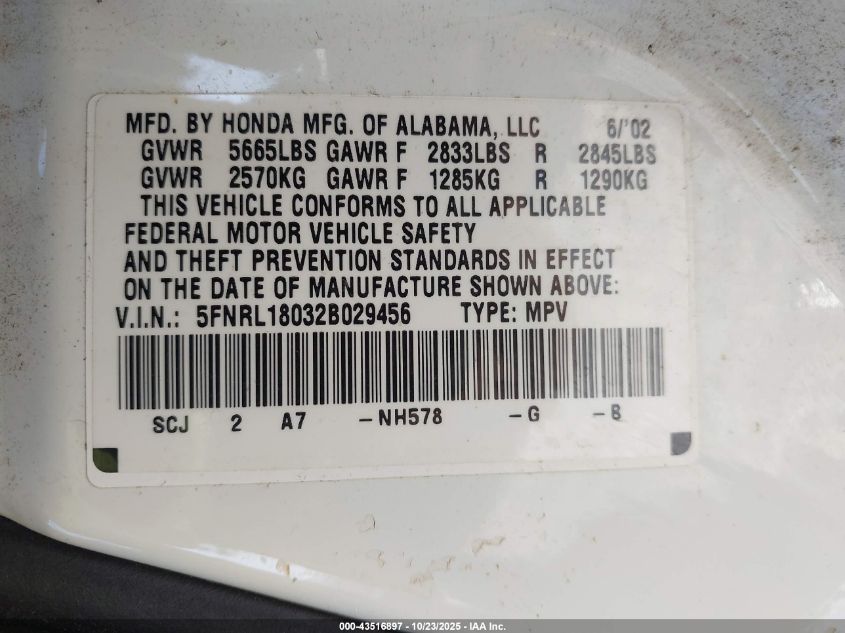 MFD. BY HONDA MFG. OF ALABAMA, LLC 6/'02
GVWR 5665LBS GAWR F 2833LBS R 2845LBS
GVWR 2570KG GAWR F 1285KG R 1290KG
THIS VEHICLE CONFORMS TO ALL APPLICABLE
FEDERAL MOTOR VEHICLE SAFETY
AND THEFT PREVENTION STANDARDS IN EFFECT
ON THE DATE OF MANUFACTURE SHOWN ABOVE:
V.I.N.: 5FNRL18032B029456 TYPE: MPV
SCJ 2 A7 -NH578 -G -B
000-43516897 - 10/23/2025 - IAA Inc.